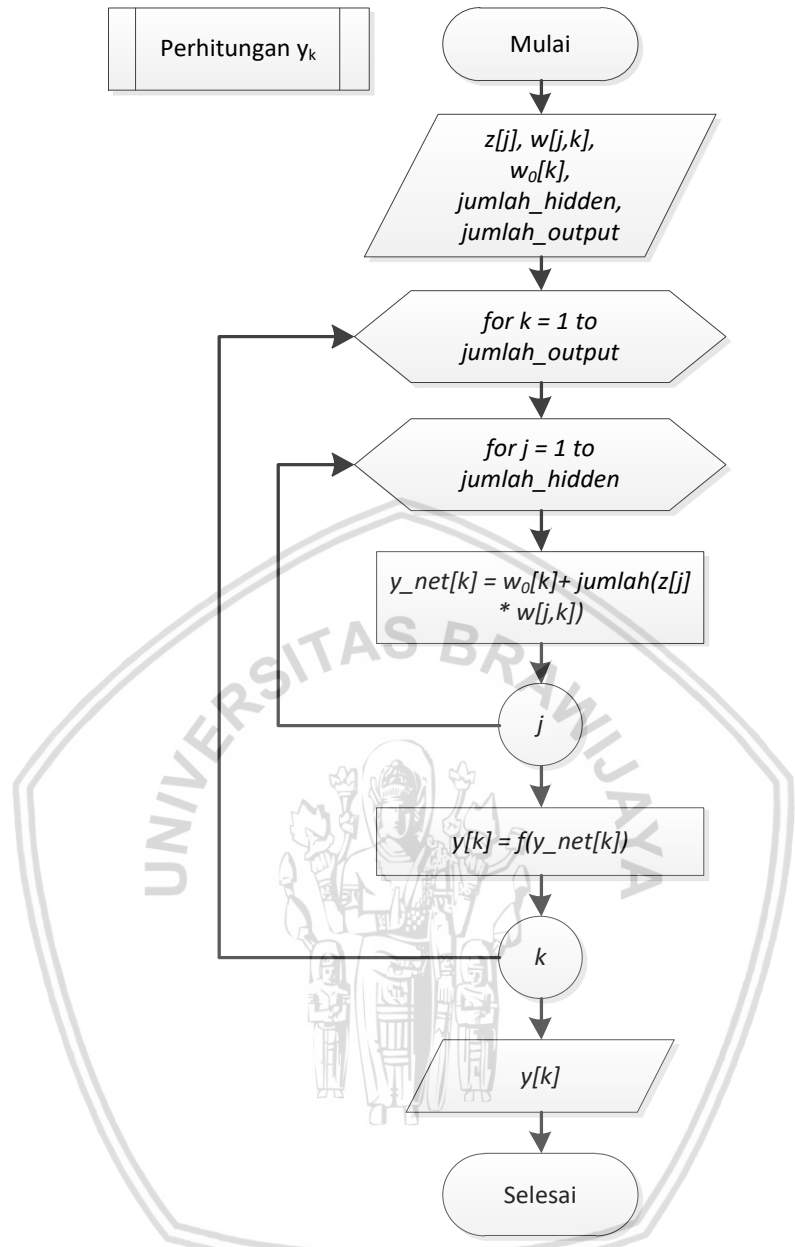 Perhitungan yₖ
Mulai
z[j], w[j,k],
w₀[k],
jumlah_hidden,
jumlah_output
for k = 1 to
jumlah_output
for j = 1 to
jumlah_hidden
y_net[k] = w₀[k]+ jumlah(z[j]
* w[j,k])
j
y[k] = f(y_net[k])
k
y[k]
Selesai
UNIVERSITAS BRAWIJAYA